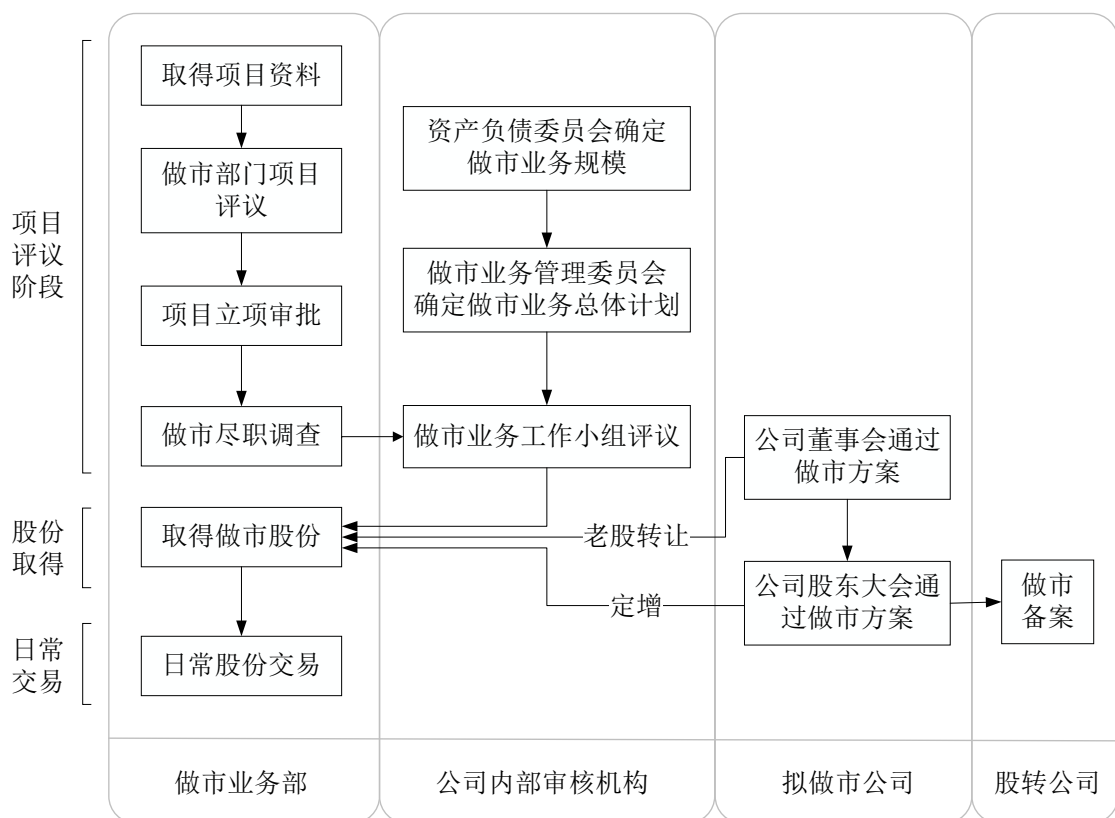 项目
评议
阶段
取得项目资料
做市部门项目
评议
项目立项审批
做市尽职调查
资产负债委员会确定
做市业务规模
做市业务管理委员会
确定做市业务总体计划
做市业务工作小组评议
公司董事会通过
做市方案
股份
取得
取得做市股份
老股转让
定增
公司股东大会通
过做市方案
做市
备案
日常
交易
日常股份交易
做市业务部
公司内部审核机构
拟做市公司
股转公司